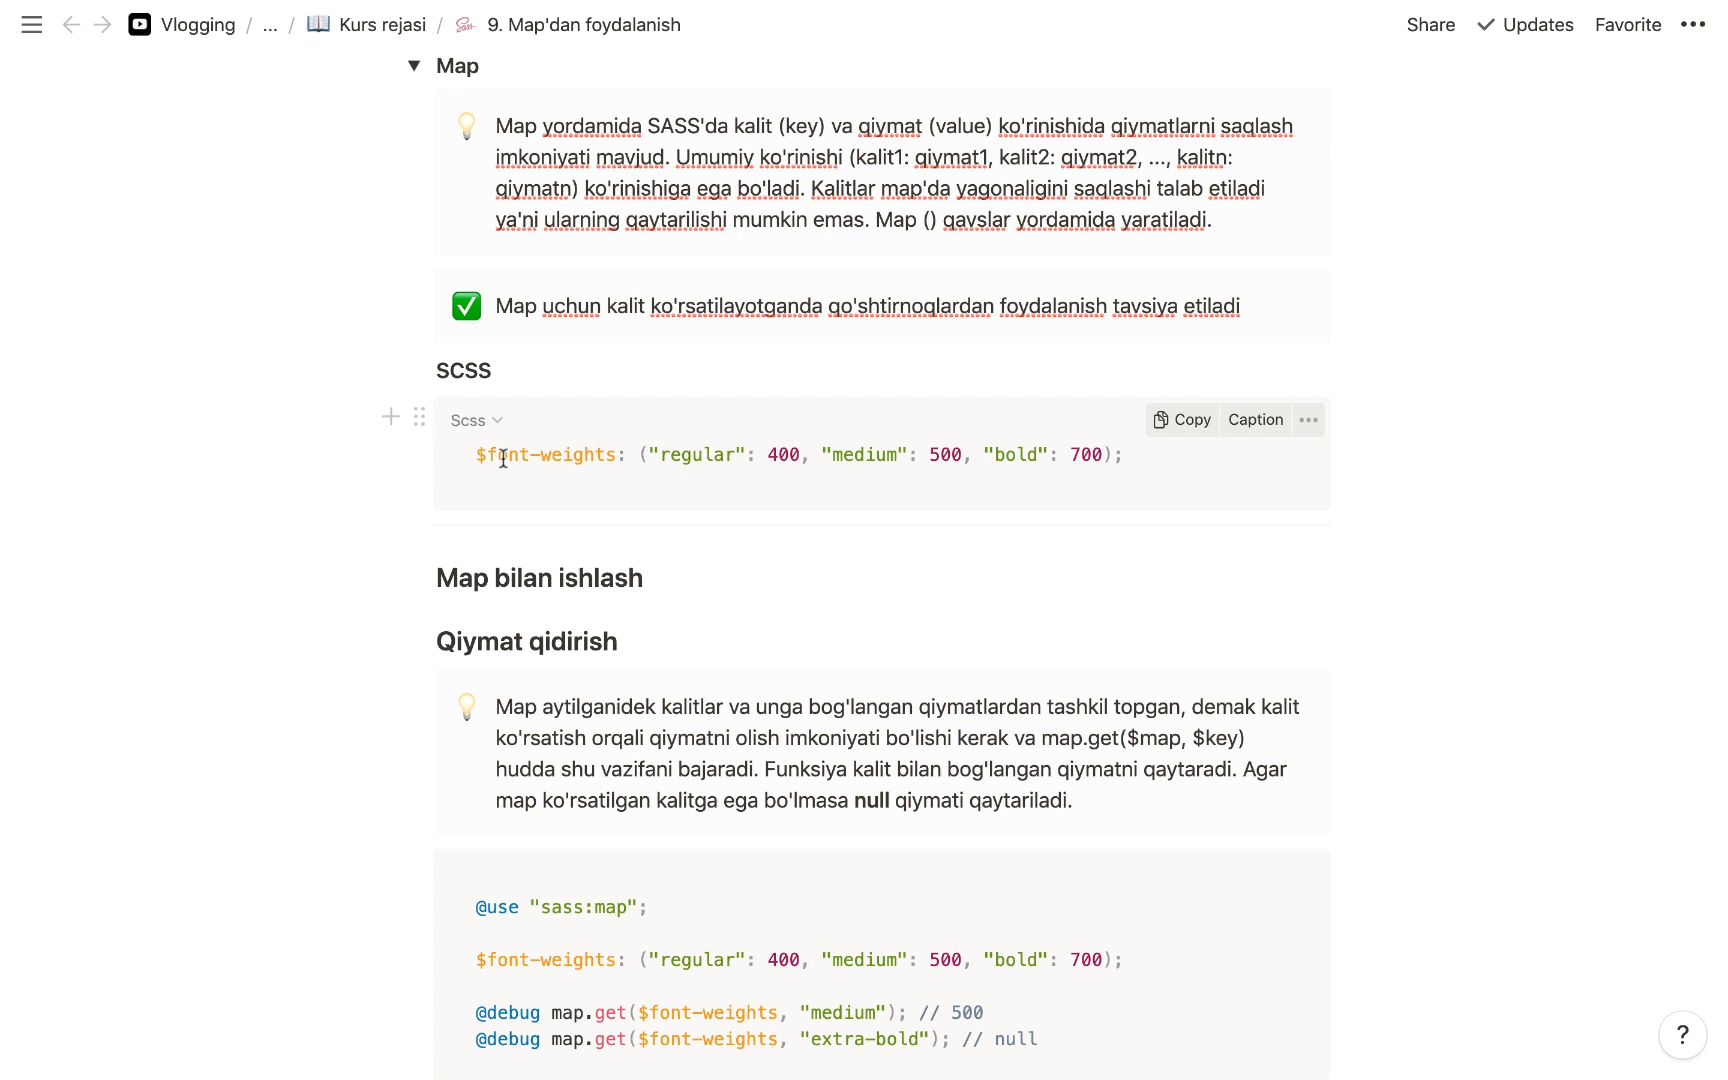 Vlogging / ... / Kurs rejasi / 9. Map'dan foydalanish
Share Updates Favorite
Map
Map yordamida SASS'da kalit (key) va qiymat (value) ko'rinishida qiymatlarni saqlash
imkoniyati mavjud. Umumiy ko'rinishi (kalit1: qiymat1, kalit2: qiymat2, ..., kalitn:
qiymatn) ko'rinishiga ega bo'ladi. Kalitlar map'da yagonaligini saqlashi talab etiladi
ya'ni ularning qaytarilishi mumkin emas. Map () qavslar yordamida yaratiladi.
Map uchun kalit ko'rsatilayotganda qo'shtirnoqlardan foydalanish tavsiya etiladi
SCSS
Scss Copy Caption
$font-weights: ("regular": 400, "medium": 500, "bold": 700);
Map bilan ishlash
Qiymat qidirish
Map aytilganidek kalitlar va unga bog'langan qiymatlardan tashkil topgan, demak kalit
ko'rsatish orqali qiymatni olish imkoniyati bo'lishi kerak va map.get($map, $key)
hudda shu vazifani bajaradi. Funksiya kalit bilan bog'langan qiymatni qaytaradi. Agar
map ko'rsatilgan kalitga ega bo'lmasa null qiymati qaytariladi.
@use "sass:map";
$font-weights: ("regular": 400, "medium": 500, "bold": 700);
@debug map.get($font-weights, "medium"); // 500
@debug map.get($font-weights, "extra-bold"); // null
?